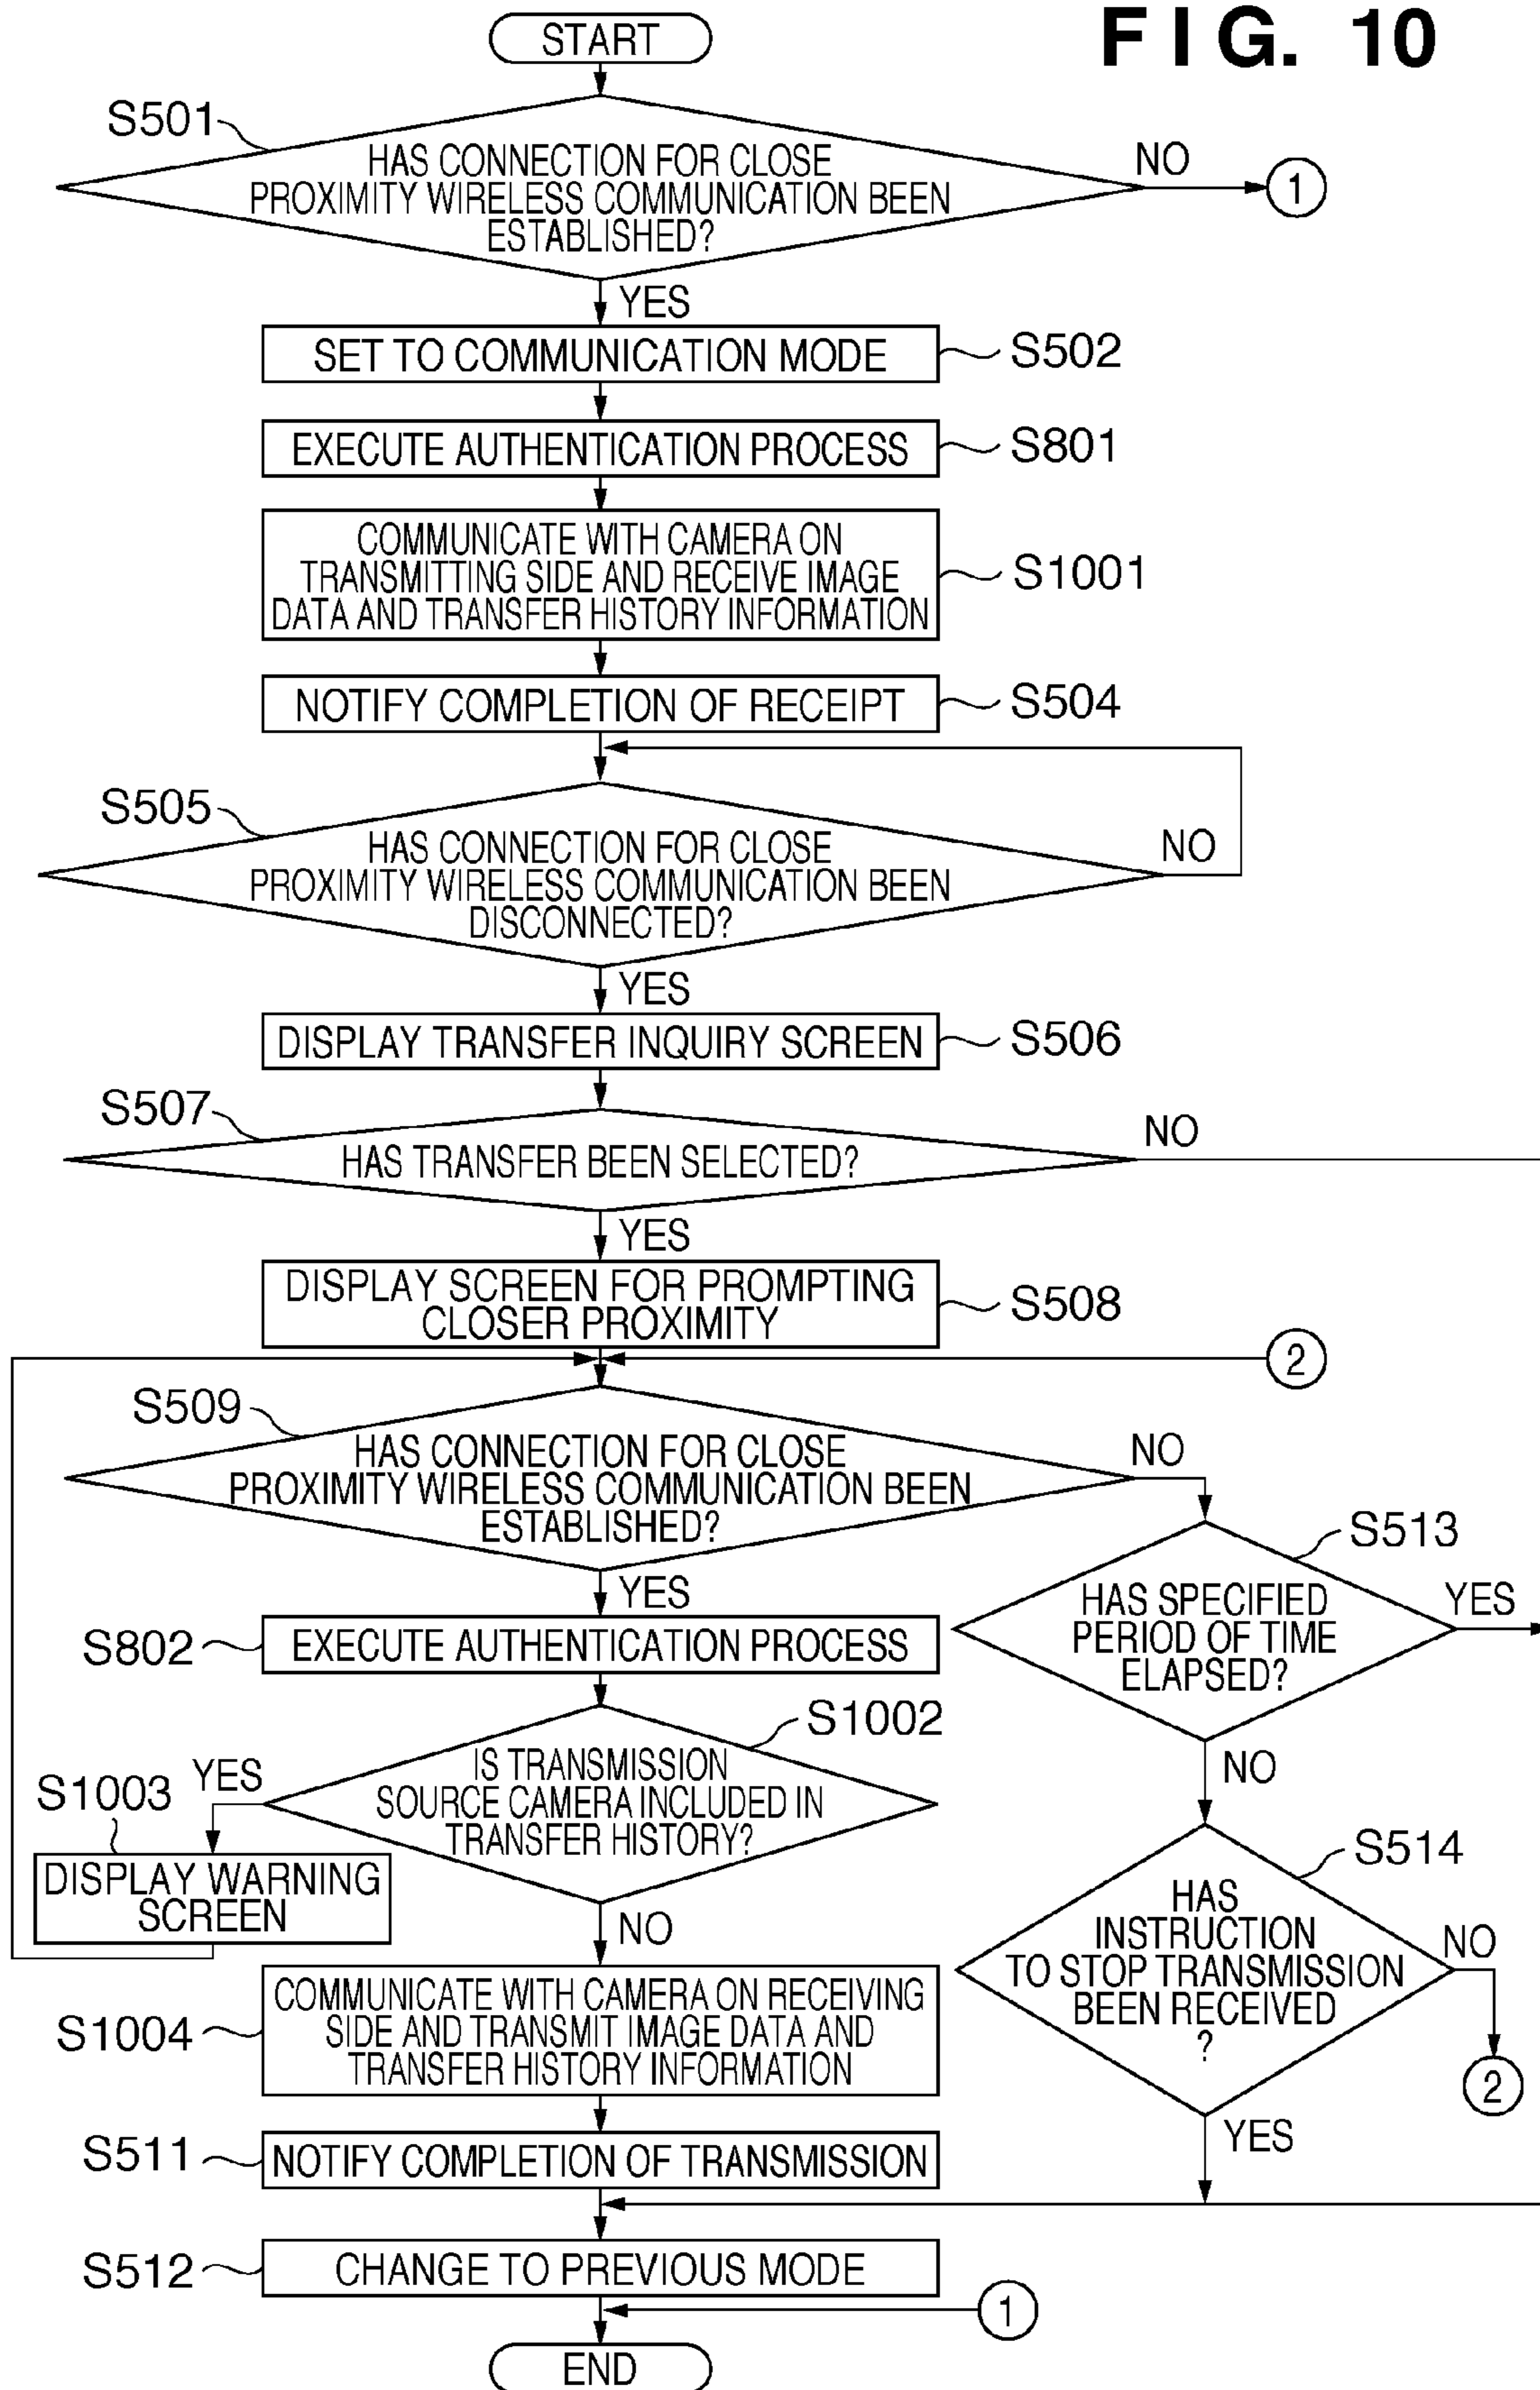 FIG. 10
START
S501
HAS CONNECTION FOR CLOSE
PROXIMITY WIRELESS COMMUNICATION BEEN
ESTABLISHED?
NO
1
YES
SET TO COMMUNICATION MODE
S502
EXECUTE AUTHENTICATION PROCESS
S801
COMMUNICATE WITH CAMERA ON
TRANSMITTING SIDE AND RECEIVE IMAGE
DATA AND TRANSFER HISTORY INFORMATION
S1001
NOTIFY COMPLETION OF RECEIPT
S504
S505
HAS CONNECTION FOR CLOSE
PROXIMITY WIRELESS COMMUNICATION BEEN
DISCONNECTED?
NO
YES
DISPLAY TRANSFER INQUIRY SCREEN
S506
S507
HAS TRANSFER BEEN SELECTED?
NO
YES
DISPLAY SCREEN FOR PROMPTING
CLOSER PROXIMITY
S508
2
S509
HAS CONNECTION FOR CLOSE
PROXIMITY WIRELESS COMMUNICATION BEEN
ESTABLISHED?
NO
YES
S513
HAS SPECIFIED
PERIOD OF TIME
ELAPSED?
YES
NO
S802
EXECUTE AUTHENTICATION PROCESS
S1002
IS TRANSMISSION
SOURCE CAMERA INCLUDED IN
TRANSFER HISTORY?
YES
S1003
DISPLAY WARNING
SCREEN
NO
S514
HAS
INSTRUCTION
TO STOP TRANSMISSION
BEEN RECEIVED
?
NO
2
YES
S1004
COMMUNICATE WITH CAMERA ON RECEIVING
SIDE AND TRANSMIT IMAGE DATA AND
TRANSFER HISTORY INFORMATION
S511
NOTIFY COMPLETION OF TRANSMISSION
S512
CHANGE TO PREVIOUS MODE
1
END